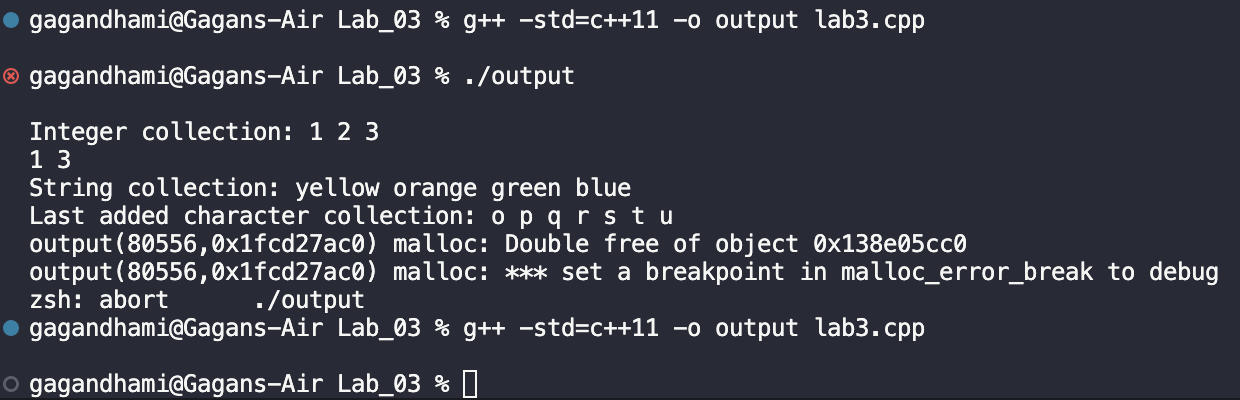 gagandhami@Gagans-Air Lab_03 % g++ -std=c++11 -o output lab3.cpp
gagandhami@Gagans-Air Lab_03 % ./output
Integer collection: 1 2 3
1 3
String collection: yellow orange green blue
Last added character collection: o p q r s t u
output(80556,0x1fcd27ac0) malloc: Double free of object 0x138e05cc0
output(80556,0x1fcd27ac0) malloc: *** set a breakpoint in malloc_error_break to debug
zsh: abort      ./output
gagandhami@Gagans-Air Lab_03 % g++ -std=c++11 -o output lab3.cpp
gagandhami@Gagans-Air Lab_03 %